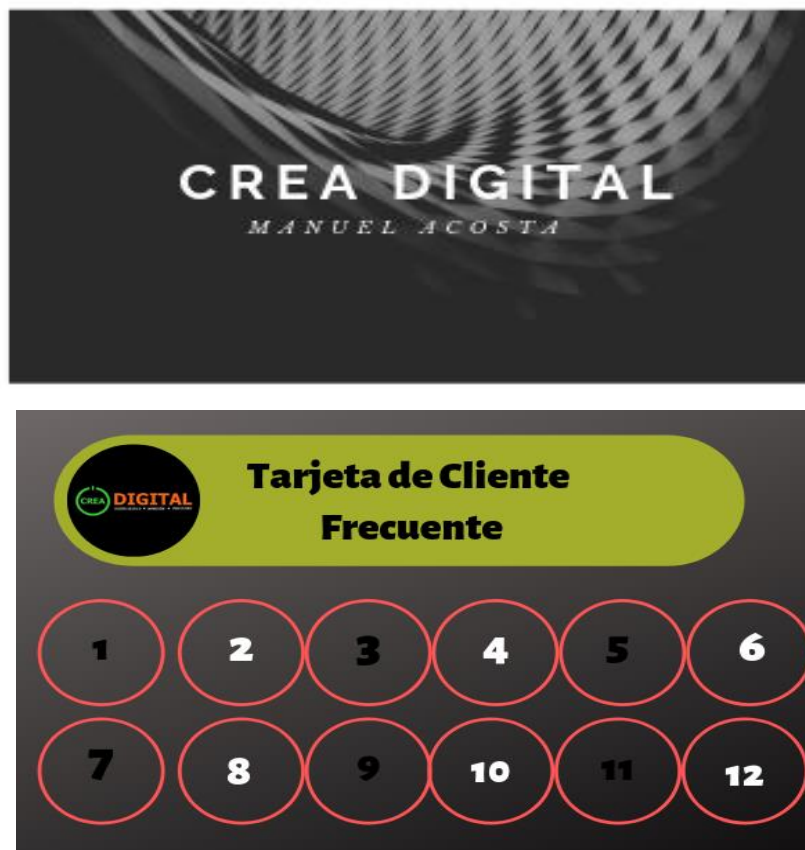 CREA DIGITAL
MANUEL ACOSTA
CREA DIGITAL
Tarjeta de Cliente
Frecuente
1 2 3 4 5 6
7 8 9 10 11 12